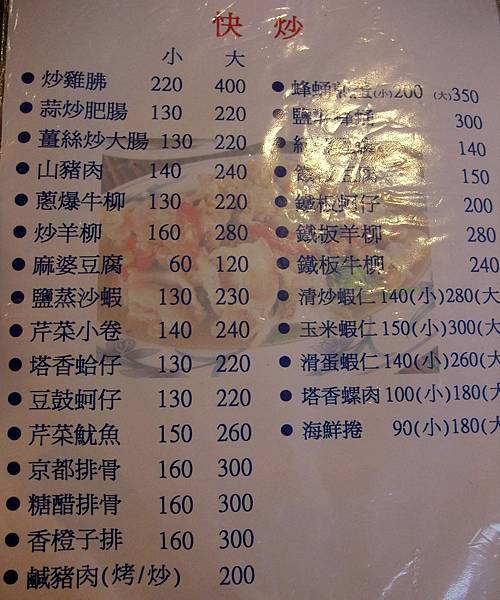 快炒
小 大
炒雞胇 220 400
蒜炒肥腸 130 220
薑絲炒大腸 130 220
山豬肉 140 240
蔥爆牛柳 130 220
炒羊柳 160 280
麻婆豆腐 60 120
鹽蒸沙蝦 130 230
芹菜小卷 140 240
塔香蛤仔 130 220
豆鼓蚵仔 130 220
芹菜魷魚 150 260
京都排骨 160 300
糖醋排骨 160 300
香橙子排 160 300
鹹豬肉(烤/炒) 200
蜂蛹 (小)200 (大)350
鹽 300
140
150
鐵板蚵仔 200
鐵板羊柳 280
鐵板牛柳 240
清炒蝦仁 140(小)280(大
玉米蝦仁 150(小)300(大
滑蛋蝦仁 140(小)260(大
塔香螺肉 100(小)180(大
海鮮捲 90(小)180(大